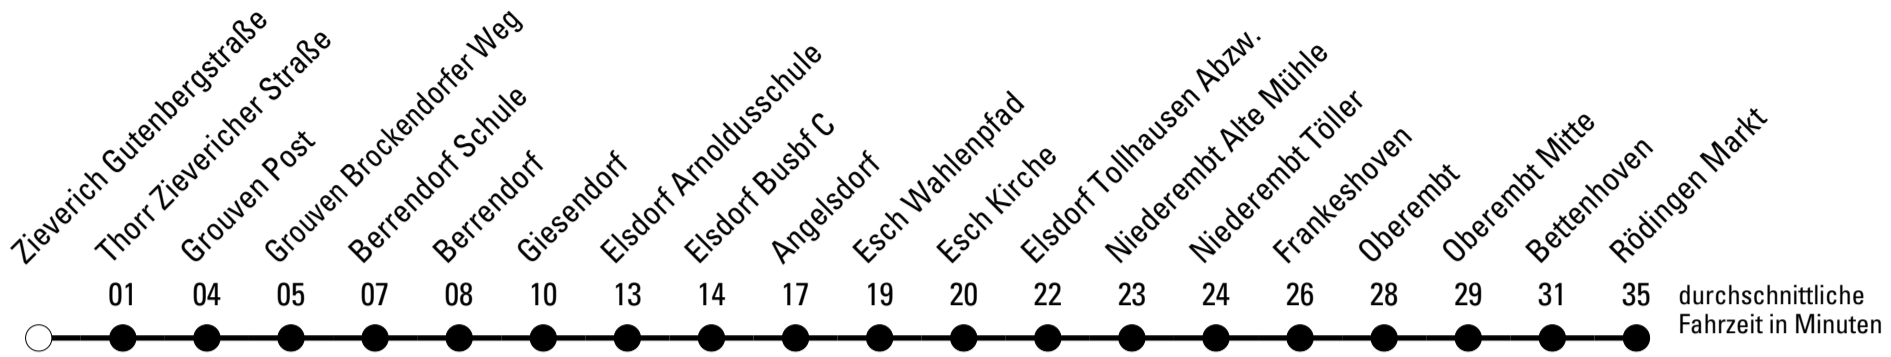 Zieverich Gutenbergstraße
Thorr Zievericher Straße
Grouven Post
Grouven Brockendorfer Weg
Berrendorf Schule
Berrendorf
Giesendorf
Elsdorf Arnoldusschule
Elsdorf Busbf C
Angelsdorf
Esch Wahlenpfad
Esch Kirche
Elsdorf Tollhausen Abzw.
Niederembt Alte Mühle
Niederembt Töller
Frankeshoven
Oberembt
Oberembt Mitte
Bettenhoven
Rödingen Markt
01 04 05 07 08 10 13 14 17 19 20 22 23 24 26 28 29 31 35
durchschnittliche
Fahrzeit in Minuten